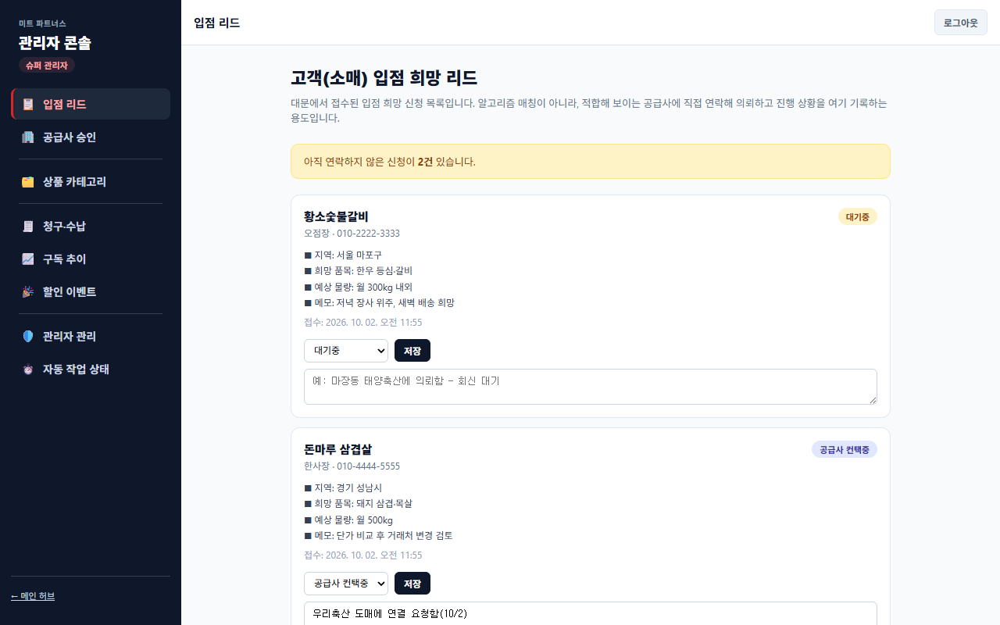 미트 파트너스
관리자 콘솔
슈퍼 관리자
입점 리드
공급사 승인
상품 카테고리
청구·수납
구독 추이
할인 이벤트
관리자 관리
자동 작업 상태
← 메인 허브
입점 리드
로그아웃
고객(소매) 입점 희망 리드
대문에서 접수된 입점 희망 신청 목록입니다. 알고리즘 매칭이 아니라, 적합해 보이는 공급사에 직접 연락해 의뢰하고 진행 상황을 여기 기록하는
용도입니다.
아직 연락하지 않은 신청이 2건 있습니다.
황소숯불갈비
대기중
오점장 · 010-2222-3333
■ 지역: 서울 마포구
■ 희망 품목: 한우 등심·갈비
■ 예상 물량: 월 300kg 내외
■ 메모: 저녁 장사 위주, 새벽 배송 희망
접수: 2026. 10. 02. 오전 11:55
대기중
저장
예: 마장동 태양축산에 의뢰함 - 회신 대기
돈마루 삼겹살
공급사 컨택중
한사장 · 010-4444-5555
■ 지역: 경기 성남시
■ 희망 품목: 돼지 삼겹·목살
■ 예상 물량: 월 500kg
■ 메모: 단가 비교 후 거래처 변경 검토
접수: 2026. 10. 02. 오전 11:55
공급사 컨택중
저장
우리축산 도매에 연결 요청함(10/2)